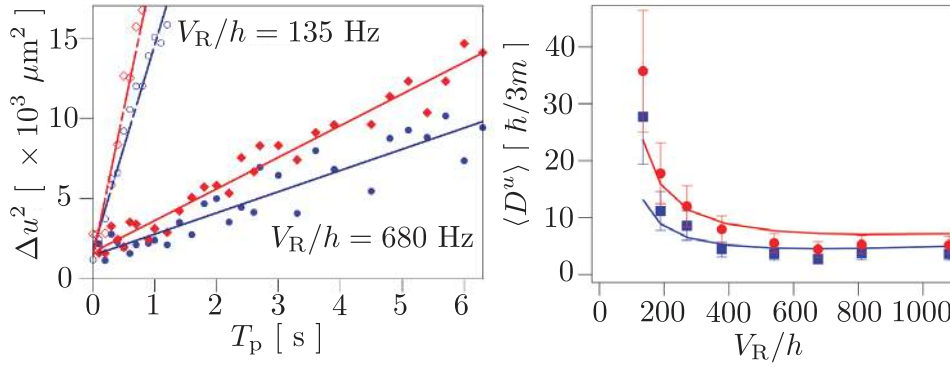 Δu² [ × 10³ μm²]
15
10
5
0
V_R/h = 135 Hz
V_R/h = 680 Hz
0 1 2 3 4 5 6
T_p [ s ]
⟨Dᵘ⟩ [ ħ/3m ]
40
30
20
10
0
0 200 400 600 800 1000
V_R/h